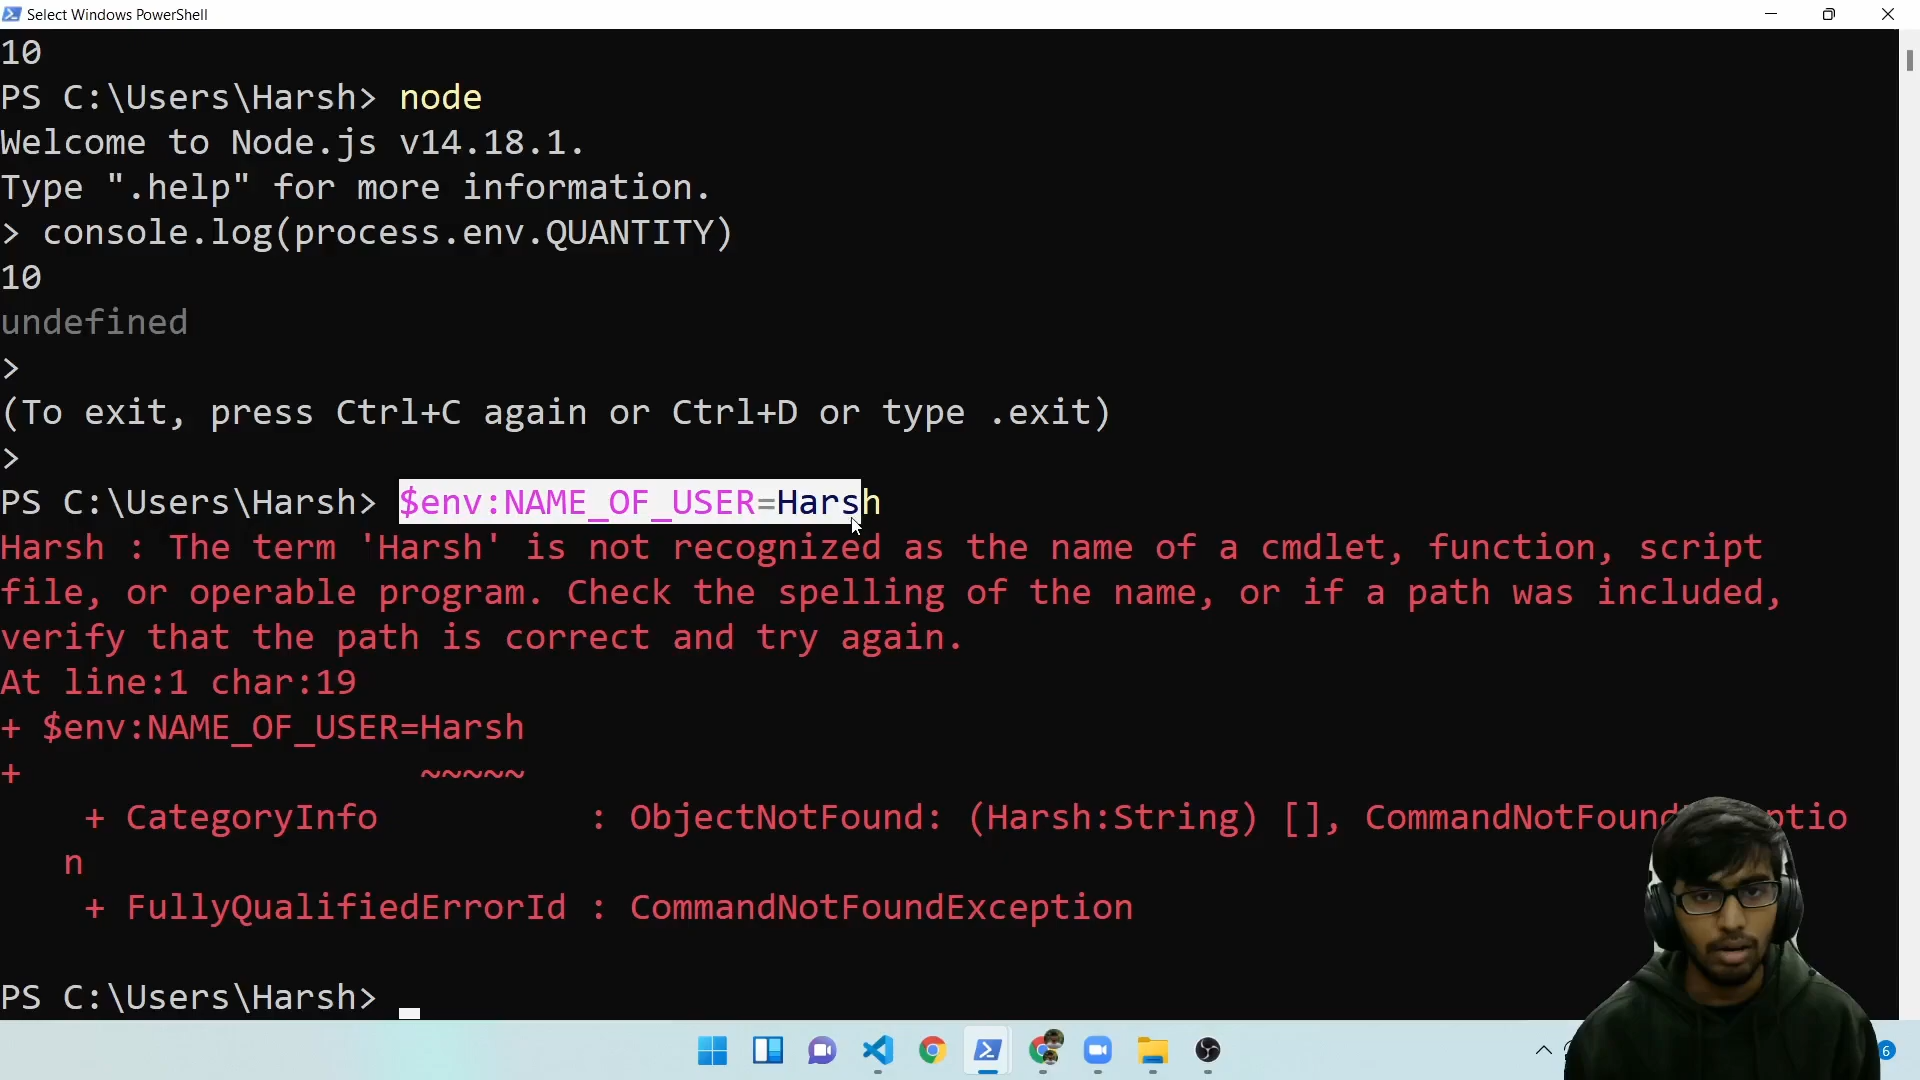 Select Windows PowerShell
10
PS C:\Users\Harsh> node
Welcome to Node.js v14.18.1.
Type ".help" for more information.
> console.log(process.env.QUANTITY)
10
undefined
>
(To exit, press Ctrl+C again or Ctrl+D or type .exit)
>
PS C:\Users\Harsh> $env:NAME_OF_USER=Harsh
Harsh : The term 'Harsh' is not recognized as the name of a cmdlet, function, script
file, or operable program. Check the spelling of the name, or if a path was included,
verify that the path is correct and try again.
At line:1 char:19
+ $env:NAME_OF_USER=Harsh
+                   ~~~~~
    + CategoryInfo          : ObjectNotFound: (Harsh:String) [], 
   n
    + FullyQualifiedErrorId : CommandNotFoundException
PS C:\Users\Harsh>
6